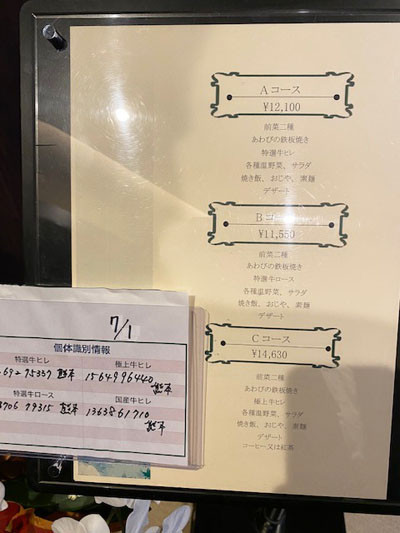 Aコース
¥12,100
前菜二種
あわびの鉄板焼き
特選牛ヒレ
各種温野菜、サラダ
焼き飯、おじや、素麺
デザート
Bコース
¥11,550
前菜二種
あわびの鉄板焼き
特選牛ロース
各種温野菜、サラダ
焼き飯、おじや、素麺
デザート
Cコース
¥14,630
前菜二種
あわびの鉄板焼き
極上牛ヒレ
各種温野菜、サラダ
焼き飯、おじや、素麺
デザート
コーヒー又は紅茶
7/1
個体識別情報
特選牛ヒレ 極上牛ヒレ
1564996440
特選牛ロース 国産牛ヒレ
1363861710